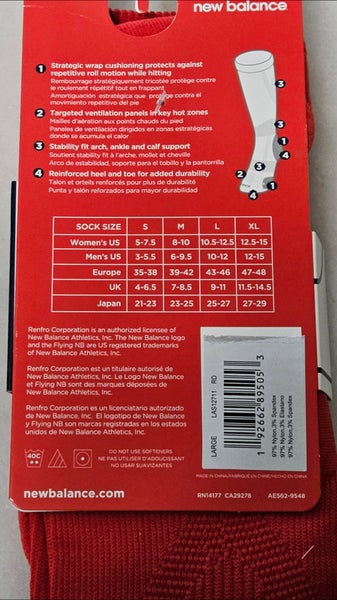 new balance
1 Strategic wrap cushioning protects against
repetitive roll motion while hitting
Rembourrage stratégiquement tricotée protège contre
le roulement répétitif tout en frappant
Amortiguación estratégica que protege contra el
movimiento repetitivo del pie
2 Targeted ventilation panels in key hot zones
Mailles d'aération aux points chauds du pied
Paneles de ventilación dirigidos en zonas estratégicas
donde se acumula el calor
3 Stability fit arch, ankle and calf support
Soutient stability fit à l'arche, mollet et cheville
Arco de estabilidad, soporte para el tobillo y la pantorrilla
4 Reinforced heel and toe for added durability
Talon et orteils renforcés pour plus de durabilité
Punta y talón reforzados para mayor durabilidad
3
3
4
3
2
4
1
SOCK SIZE S M L XL
Women's US 5-7.5 8-10 10.5-12.5 12.5-15
Men's US 3-5.5 6-9.5 10-12 12-15
Europe 35-38 39-42 43-46 47-48
UK 4-6.5 7-8.5 9-11 11.5-14.5
Japan 21-23 23-25 25-27 27-29
Renfro Corporation is an authorized licensee of
New Balance Athletics, Inc. The New Balance logo
and the Flying NB are US registered trademarks
of New Balance Athletics, Inc.
Renfro Corporation est un titulaire autorisé de
New Balance Athletics, Inc. Le Logo New Balance
et Flying NB sont des marques déposées de
New Balance Athletics, Inc.
Renfro Corporation es un licenciatario autorizado
de New Balance, Inc. El logotipo de New Balance
y Flying NB son marcas registradas en los estados
unidos de New Balance Athletics, Inc.
LARGE LAS12711 RD
1 92662 89505 3
97% Nylon,3% Spandex
97% Nylon,3% Elastano
97% Nylon,3% Spandex
40C
DO NOT USE SOFTENERS
NE PAS UTILISER D'ADOUCISSANT
NO USAR SUAVIZANTES
MADE IN CHINA/FABRIQUÉ EN CHINE/HECHO EN CHINA
newbalance.com
RN14177 CA29278 AE562-9548